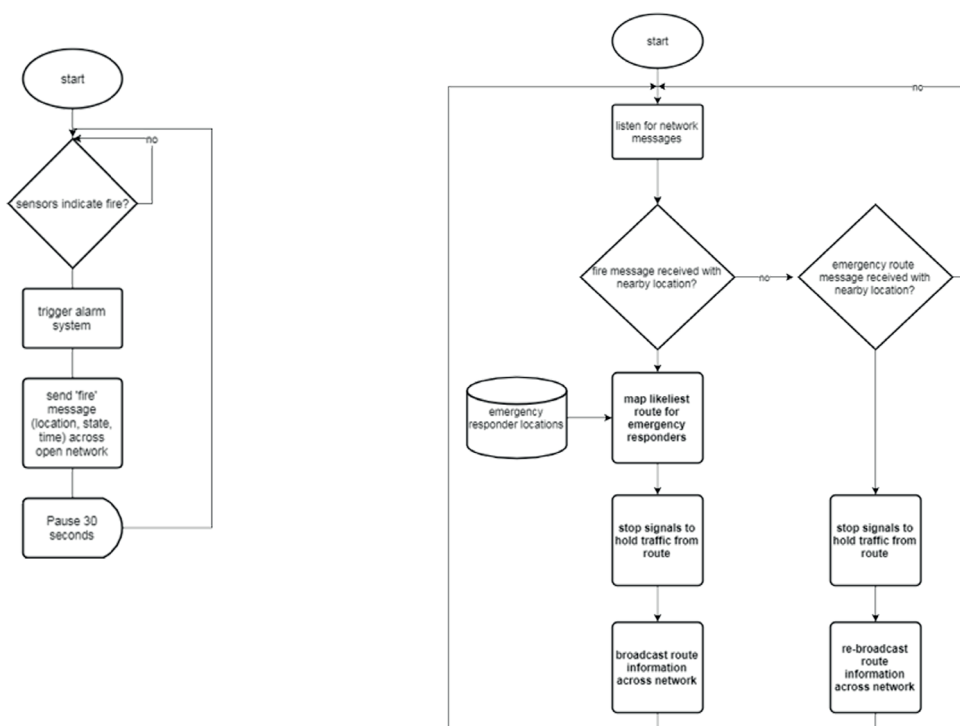 start
no
sensors indicate fire?
trigger alarm
system
send 'fire'
message
(location, state,
time) across
open network
Pause 30
seconds
start
no
listen for network
messages
fire message received with
nearby location?
no
emergency route
message received with
nearby location?
emergency
responder locations
map likeliest
route for
emergency
responders
stop signals to
hold traffic from
route
stop signals to
hold traffic from
route
broadcast route
information
across network
re-broadcast
route
information
across network